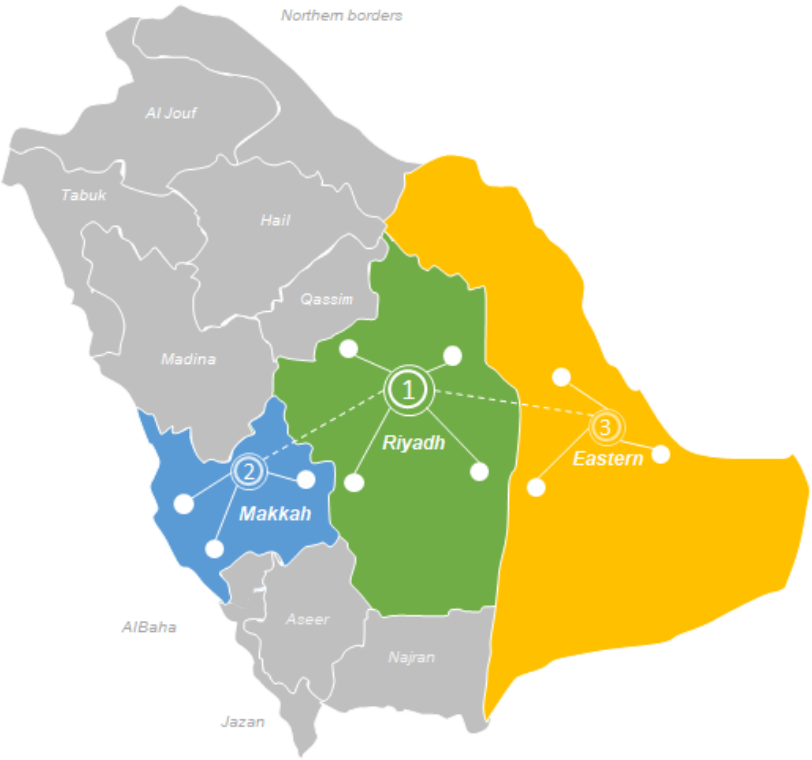 Northern borders
Al Jouf
Tabuk
Hail
Qassim
Madina
1
Riyadh
3
Eastern
2
Makkah
AlBaha
Aseer
Najran
Jazan